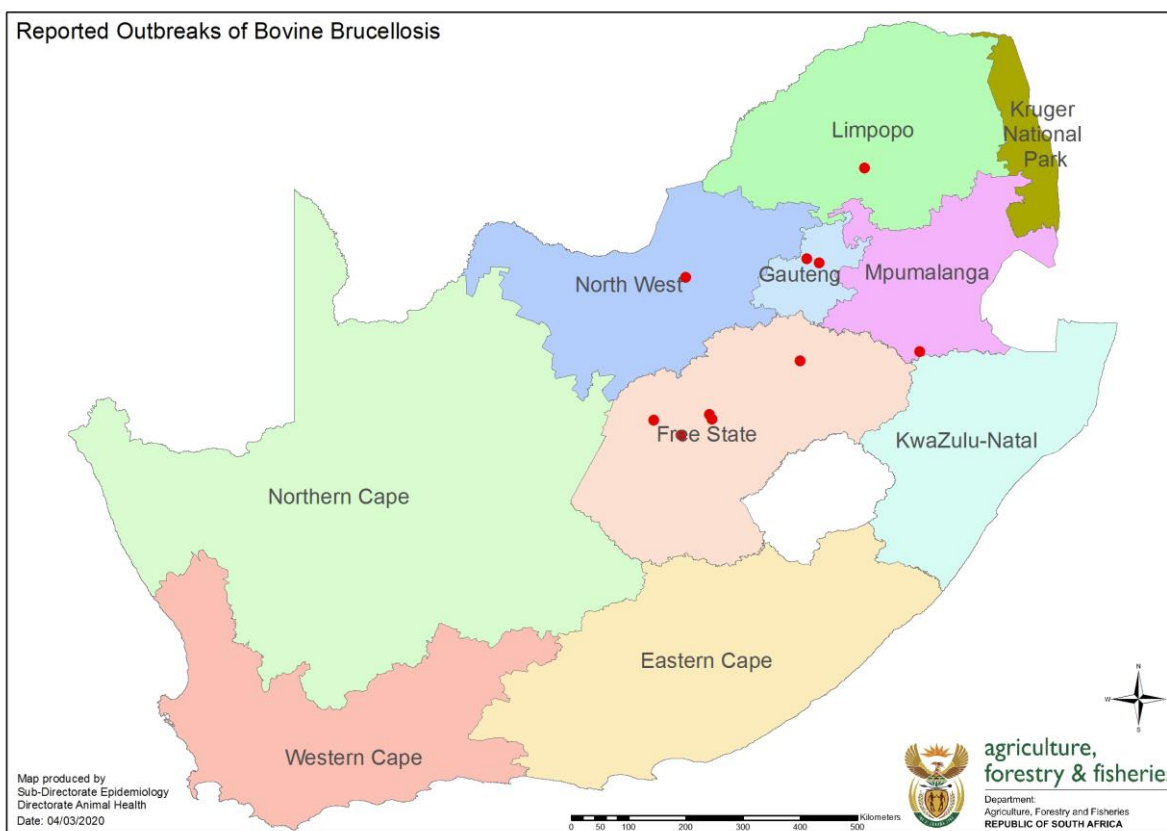 Reported Outbreaks of Bovine Brucellosis
Limpopo
Kruger
National
Park
North West
Gauteng
Mpumalanga
Free State
KwaZulu-Natal
Northern Cape
Eastern Cape
Western Cape
N
W
S
Map produced by
Sub-Directorate Epidemiology
Directorate Animal Health
Date: 04/03/2020
Kilometers
0 50 100 200 300 400 500
agriculture,
forestry & fisheries
Department:
Agriculture, Forestry and Fisheries
REPUBLIC OF SOUTH AFRICA